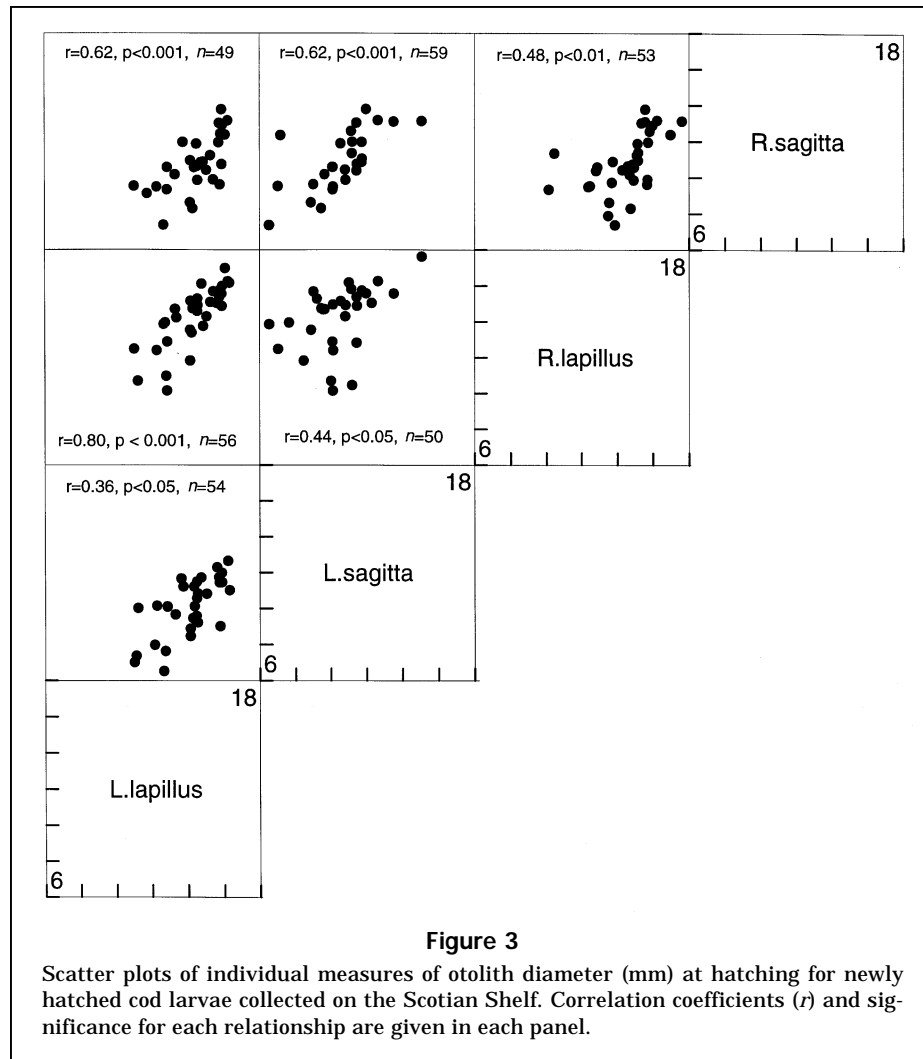 r=0.62, p<0.001, n=49
r=0.62, p<0.001, n=59
r=0.48, p<0.01, n=53
18
R.sagitta
6
18
R.lapillus
r=0.80, p < 0.001, n=56
r=0.44, p<0.05, n=50
6
r=0.36, p<0.05, n=54
18
L.sagitta
6
18
L.lapillus
6
Figure 3
Scatter plots of individual measures of otolith diameter (mm) at hatching for newly
hatched cod larvae collected on the Scotian Shelf. Correlation coefficients (r) and sig-
nificance for each relationship are given in each panel.